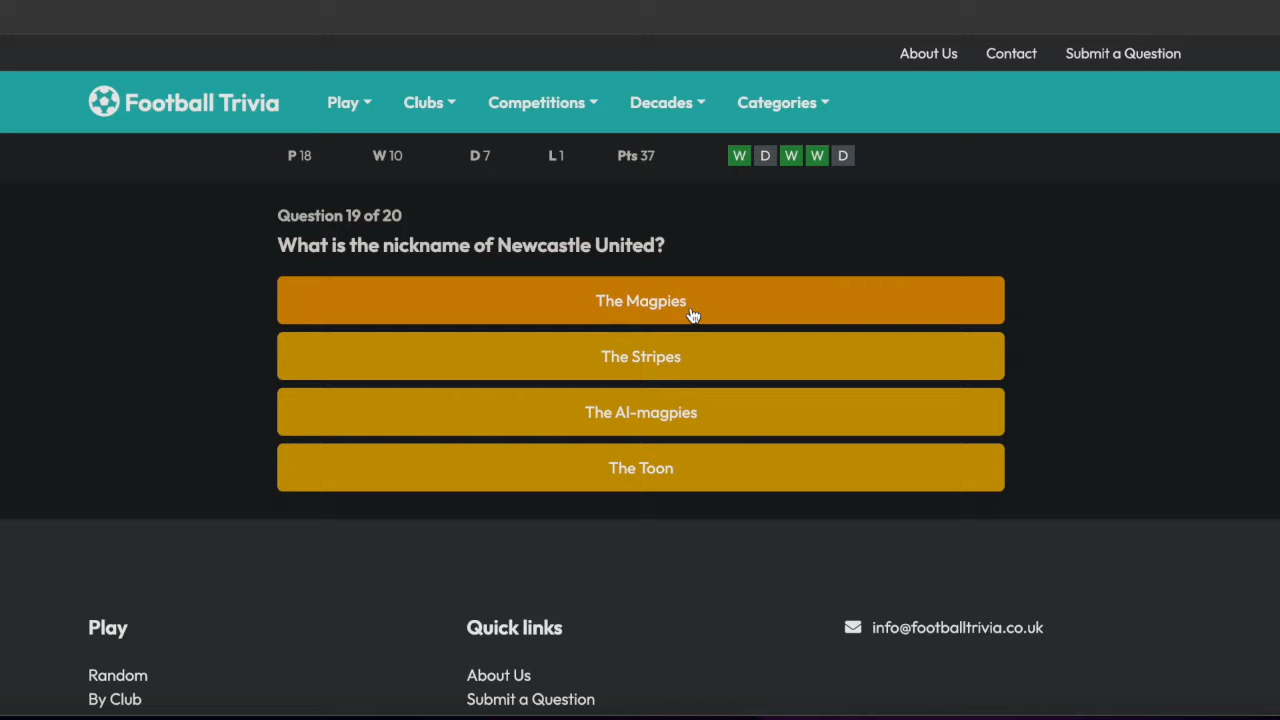 About Us Contact Submit a Question
Football Trivia Play Clubs Competitions Decades Categories
P 18 W 10 D 7 L 1 Pts 37 W D W W D
Question 19 of 20
What is the nickname of Newcastle United?
The Magpies
The Stripes
The Al-magpies
The Toon
Play Quick links info@footballtrivia.co.uk
Random About Us
By Club Submit a Question